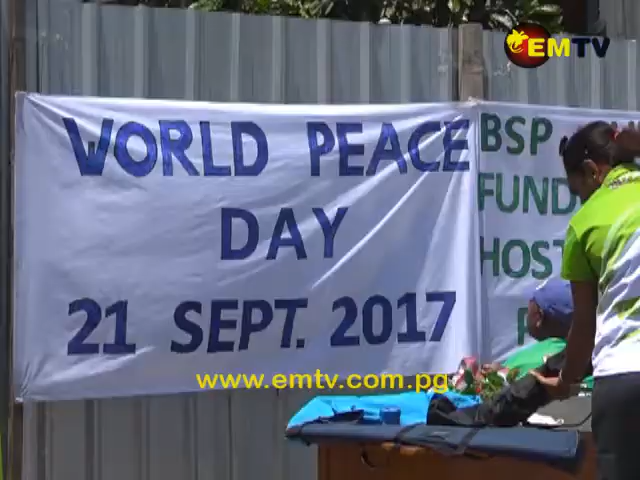 EMTV
WORLD PEACE
DAY
21 SEPT. 2017
BSP
FUND
HOST
www.emtv.com.pg